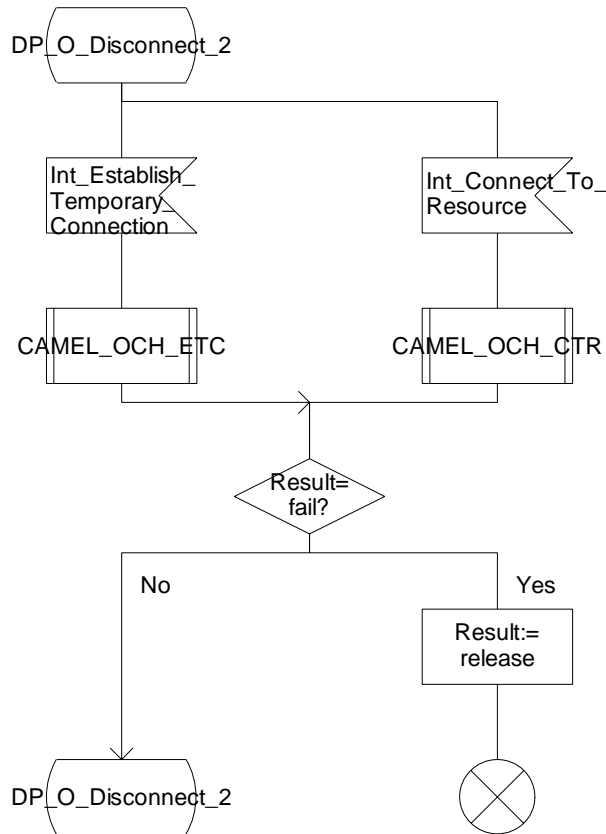 DP_O_Disconnect_2
Int_Establish_
Temporary_
Connection
Int_Connect_To_
Resource
CAMEL_OCH_ETC
CAMEL_OCH_CTR
Result=
fail?
No
Yes
Result:=
release
DP_O_Disconnect_2